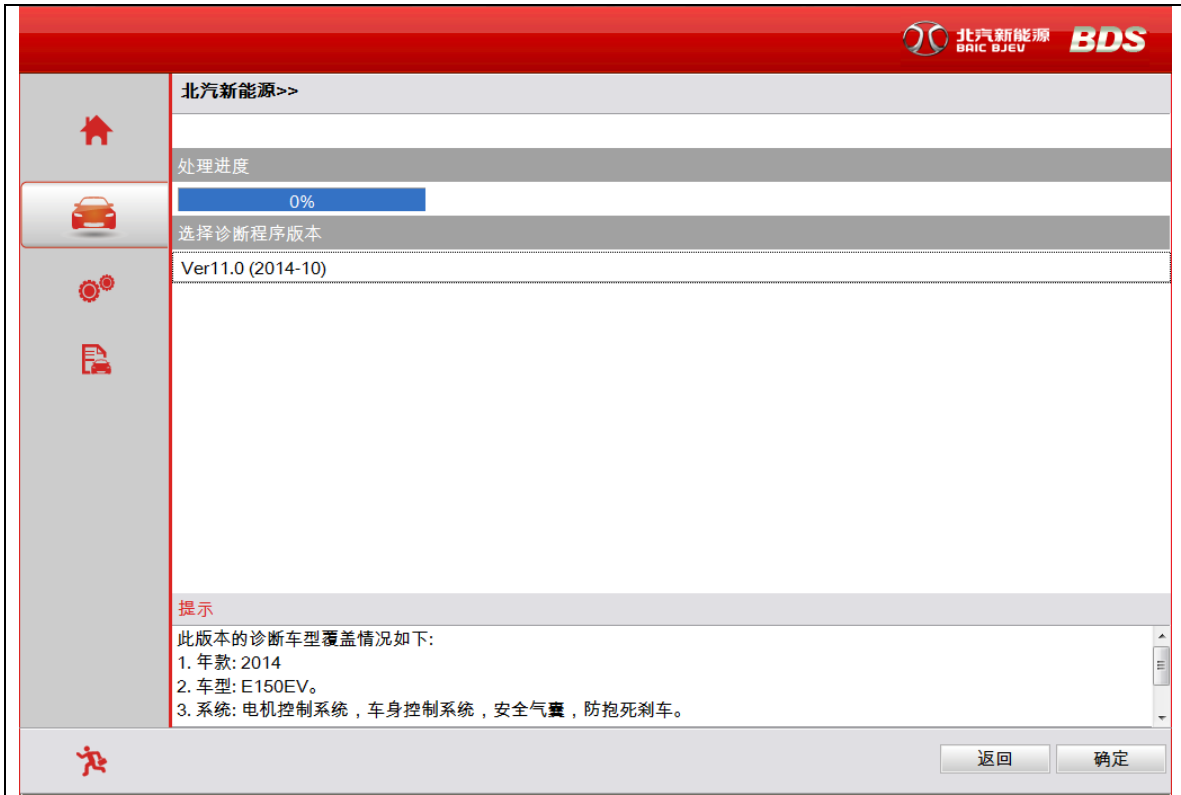 北汽新能源
BAIC BJEV
BDS
北汽新能源>>
处理进度
0%
选择诊断程序版本
Ver11.0 (2014-10)
提示
此版本的诊断车型覆盖情况如下:
1. 年款: 2014
2. 车型: E150EV。
3. 系统: 电机控制系统，车身控制系统，安全气囊，防抱死刹车。
返回
确定